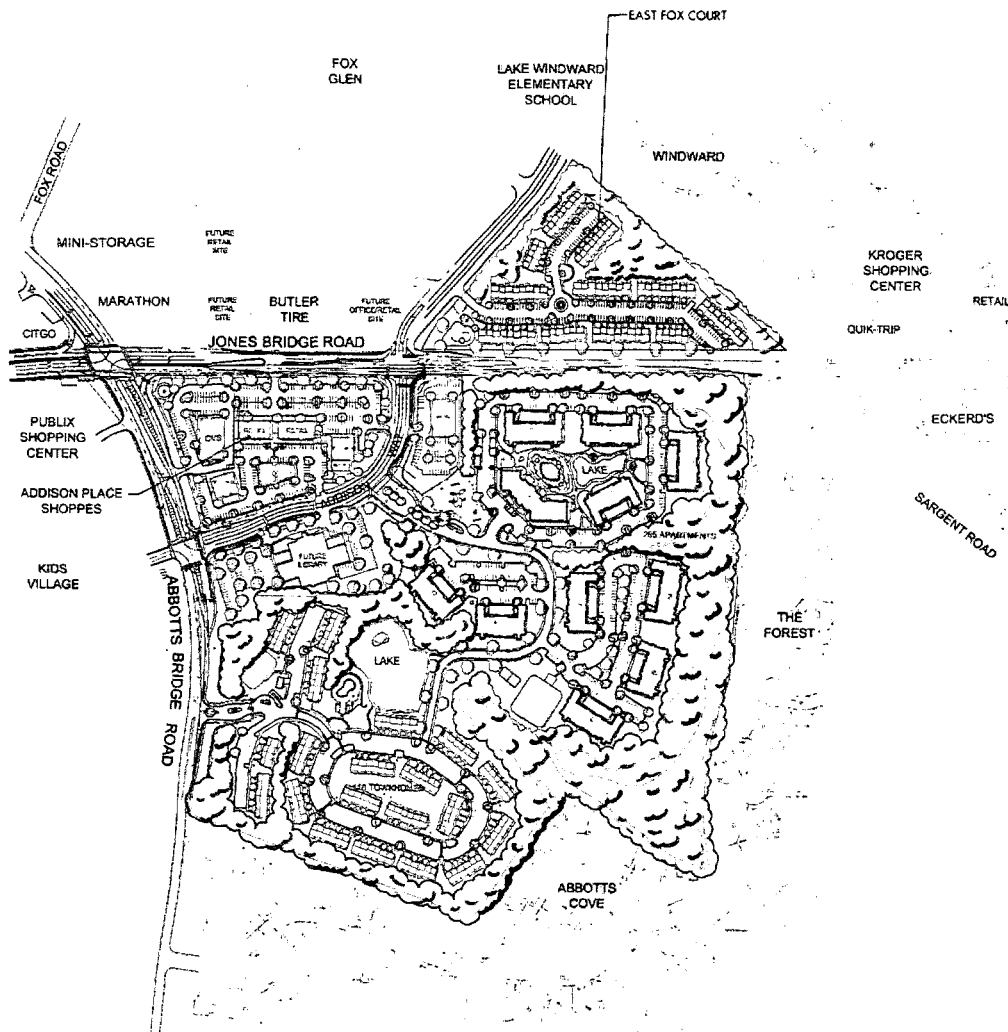 EAST FOX COURT
FOX
GLEN
LAKE WINDWARD
ELEMENTARY
SCHOOL
WINDWARD
FOX ROAD
MINI-STORAGE
FUTURE
RETAIL
SITE
KROGER
SHOPPING
CENTER
MARATHON
FUTURE
RETAIL
SITE
BUTLER
TIRE
FUTURE
OFFICE/RETAIL
SITE
RETAIL
CITGO
JONES BRIDGE ROAD
QUIK-TRIP
PUBLIX
SHOPPING
CENTER
CVS
ECKERD'S
LAKE
ADDISON PLACE
SHOPPES
SARGENT ROAD
265 APARTMENTS
KIDS
VILLAGE
FUTURE
LIBRARY
THE
FOREST
ABBOTTS BRIDGE ROAD
LAKE
TOWNHOMES
ABBOTTS
COVE